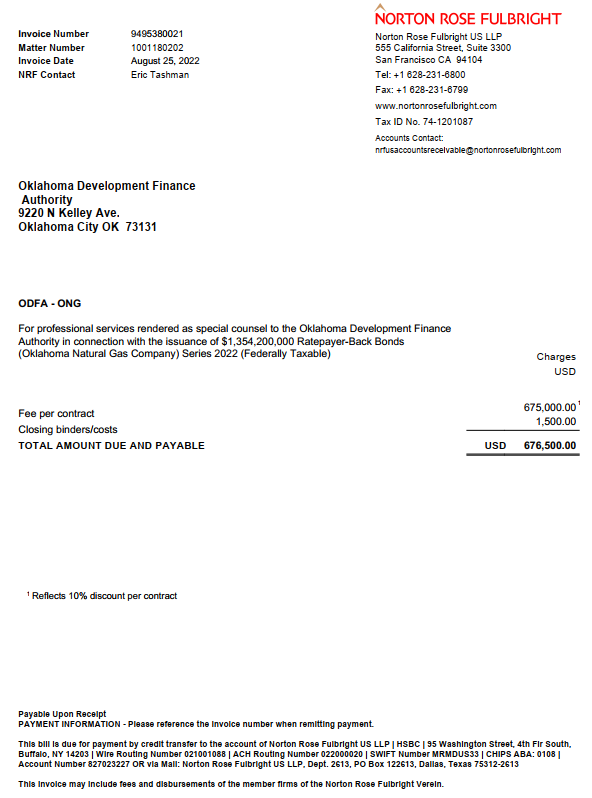 NORTON ROSE FULBRIGHT
Invoice Number 9495380021
Matter Number 1001180202
Invoice Date August 25, 2022
NRF Contact Eric Tashman
Norton Rose Fulbright US LLP
555 California Street, Suite 3300
San Francisco CA 94104
Tel: +1 628-231-6800
Fax: +1 628-231-6799
www.nortonrosefulbright.com
Tax ID No. 74-1201087
Accounts Contact:
nrfusaccountsreceivable@nortonrosefulbright.com
Oklahoma Development Finance
Authority
9220 N Kelley Ave.
Oklahoma City OK 73131
ODFA - ONG
For professional services rendered as special counsel to the Oklahoma Development Finance
Authority in connection with the issuance of $1,354,200,000 Ratepayer-Back Bonds
(Oklahoma Natural Gas Company) Series 2022 (Federally Taxable)
Charges
USD
Fee per contract 675,000.00 1
Closing binders/costs 1,500.00
TOTAL AMOUNT DUE AND PAYABLE USD 676,500.00
1 Reflects 10% discount per contract
Payable Upon Receipt
PAYMENT INFORMATION - Please reference the invoice number when remitting payment.
This bill is due for payment by credit transfer to the account of Norton Rose Fulbright US LLP | HSBC | 95 Washington Street, 4th Flr South,
Buffalo, NY 14203 | Wire Routing Number 021001088 | ACH Routing Number 022000020 | SWIFT Number MRMDUS33 | CHIPS ABA: 0108 |
Account Number 827023227 OR via Mail: Norton Rose Fulbright US LLP, Dept. 2613, PO Box 122613, Dallas, Texas 75312-2613
This invoice may include fees and disbursements of the member firms of the Norton Rose Fulbright Verein.